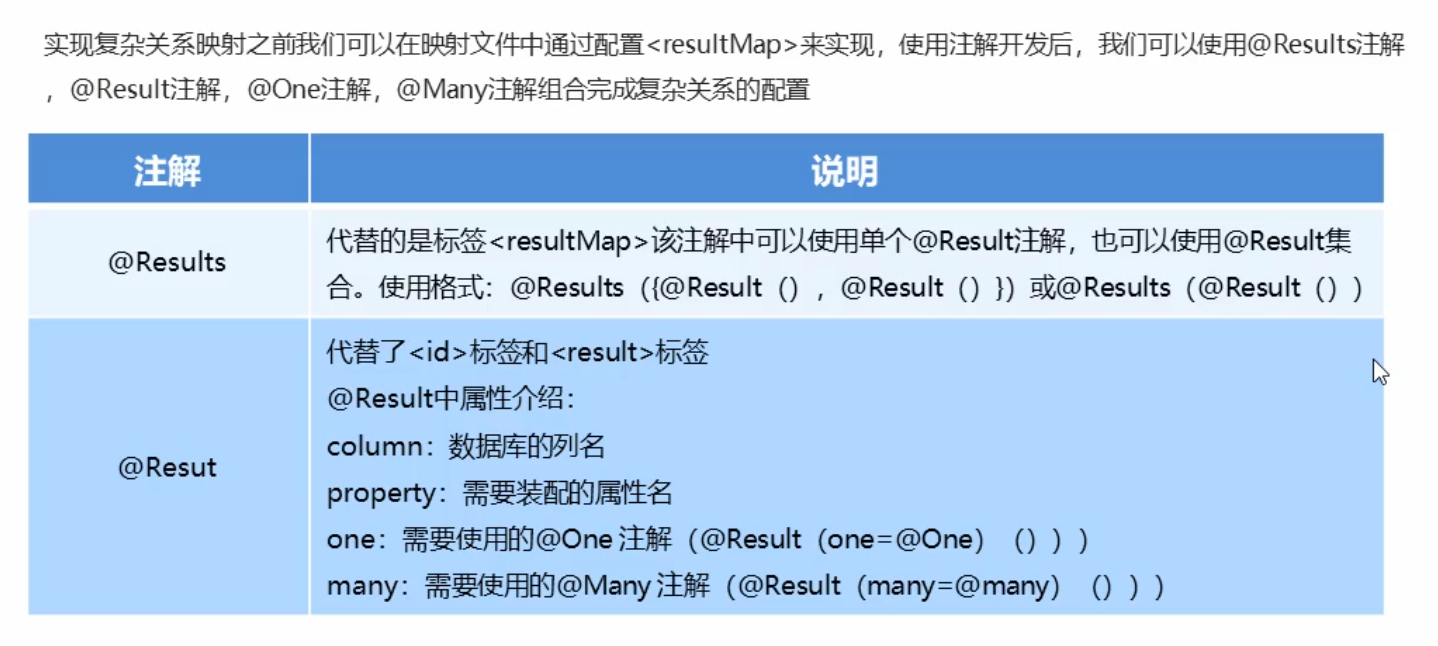 实现复杂关系映射之前我们可以在映射文件中通过配置<resultMap>来实现，使用注解开发后，我们可以使用@Results注解
，@Result注解，@One注解，@Many注解组合完成复杂关系的配置
注解
说明
@Results
代替的是标签<resultMap>该注解中可以使用单个@Result注解，也可以使用@Result集
合。使用格式：@Results（{@Result（），@Result（）}）或@Results（@Result（））
@Resut
代替了<id>标签和<result>标签
@Result中属性介绍：
column：数据库的列名
property：需要装配的属性名
one：需要使用的@One 注解（@Result（one=@One）（）））
many：需要使用的@Many 注解（@Result（many=@many）（）））